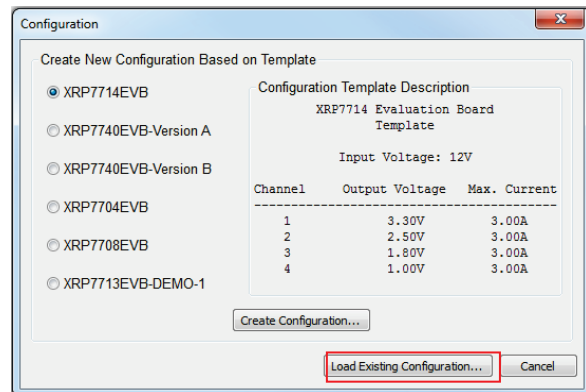 Configuration
Create New Configuration Based on Template
XRP7714EVB
XRP7740EVB-Version A
XRP7740EVB-Version B
XRP7704EVB
XRP7708EVB
XRP7713EVB-DEMO-1
Configuration Template Description
XRP7714 Evaluation Board
Template
Input Voltage: 12V
Channel Output Voltage Max. Current
----------------------------------------
1 3.30V 3.00A
2 2.50V 3.00A
3 1.80V 3.00A
4 1.00V 3.00A
Create Configuration...
Load Existing Configuration... Cancel